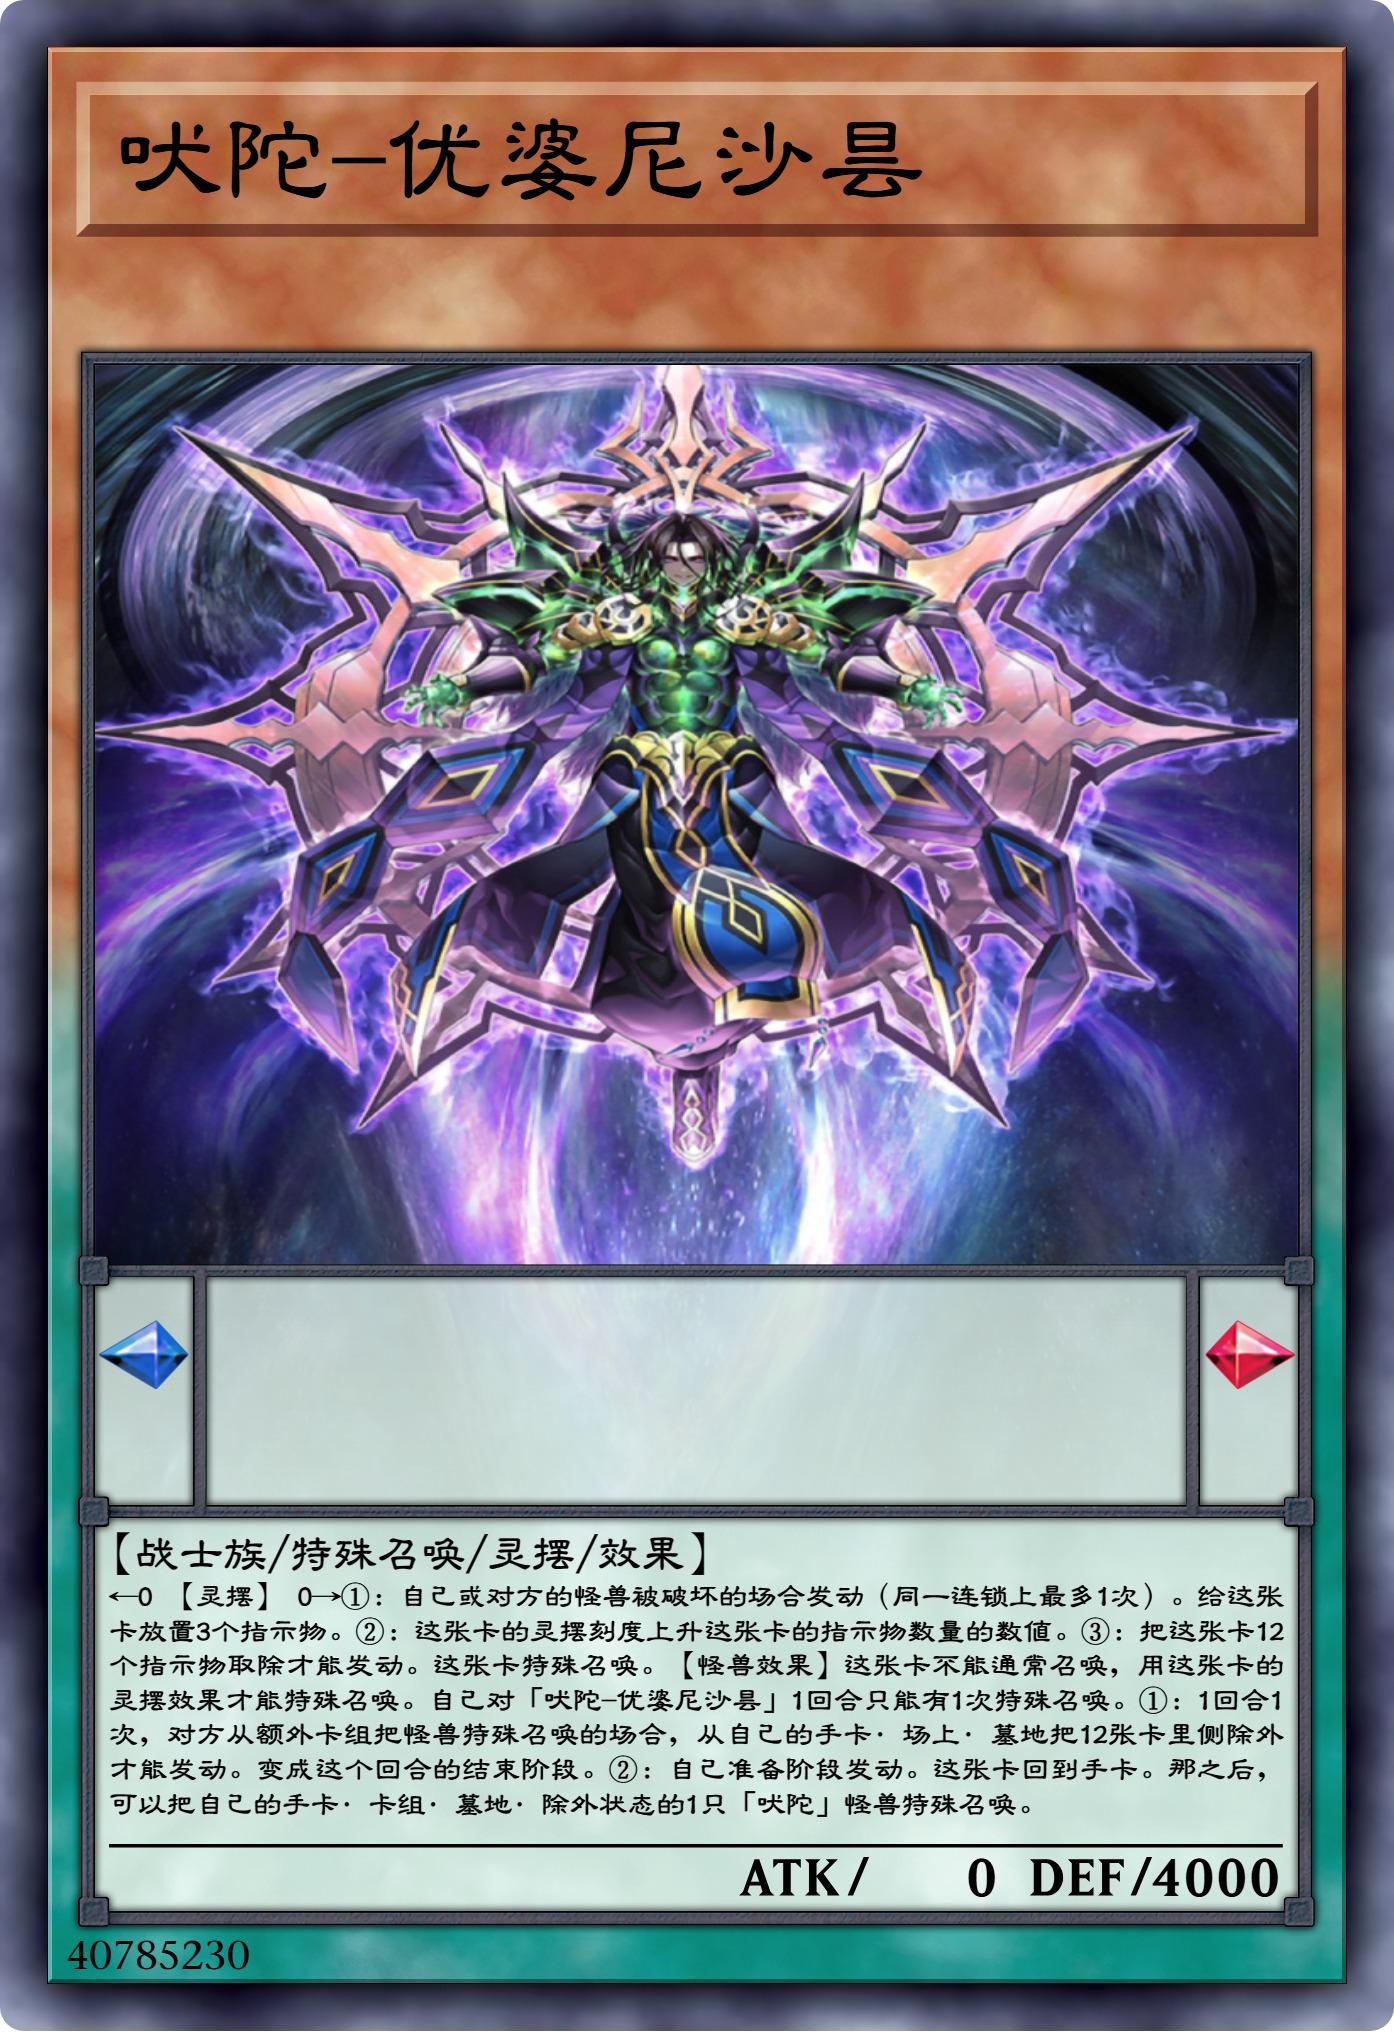 吠陀-优婆尼沙昙
【战士族/特殊召唤/灵摆/效果】
←0 【灵摆】 0→①：自己或对方的怪兽被破坏的场合发动（同一连锁上最多1次）。给这张
卡放置3个指示物。②：这张卡的灵摆刻度上升这张卡的指示物数量的数值。③：把这张卡12
个指示物取除才能发动。这张卡特殊召唤。【怪兽效果】这张卡不能通常召唤，用这张卡的
灵摆效果才能特殊召唤。自己对「吠陀-优婆尼沙昙」1回合只能有1次特殊召唤。①：1回合1
次，对方从额外卡组把怪兽特殊召唤的场合，从自己的手卡·场上·墓地把12张卡里侧除外
才能发动。变成这个回合的结束阶段。②：自己准备阶段发动。这张卡回到手卡。那之后，
可以把自己的手卡·卡组·墓地·除外状态的1只「吠陀」怪兽特殊召唤。
ATK/ 0 DEF/4000
40785230